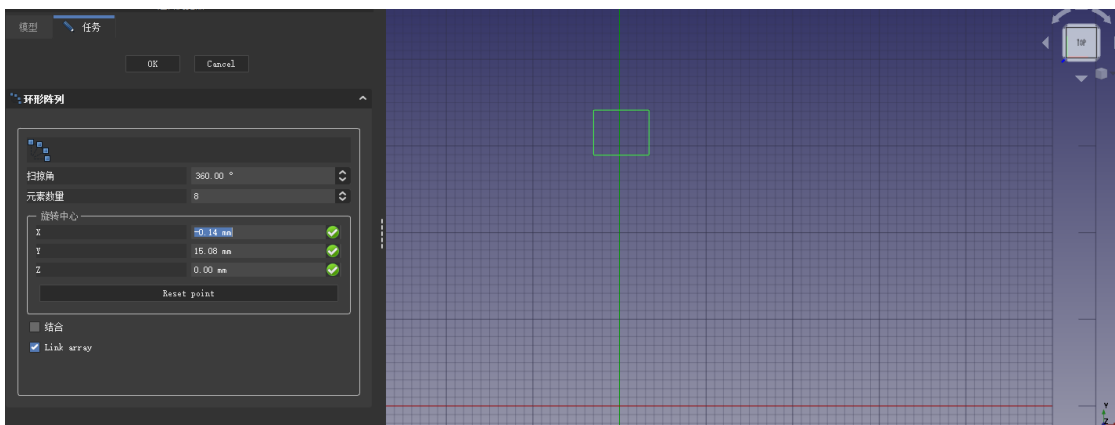 模型
任务
OK
Cancel
环形阵列
扫掠角 360.00 °
元素数量 8
旋转中心
X -0.14 mm
Y 15.08 mm
Z 0.00 mm
Reset point
结合
Link array
TOP
Y
Z